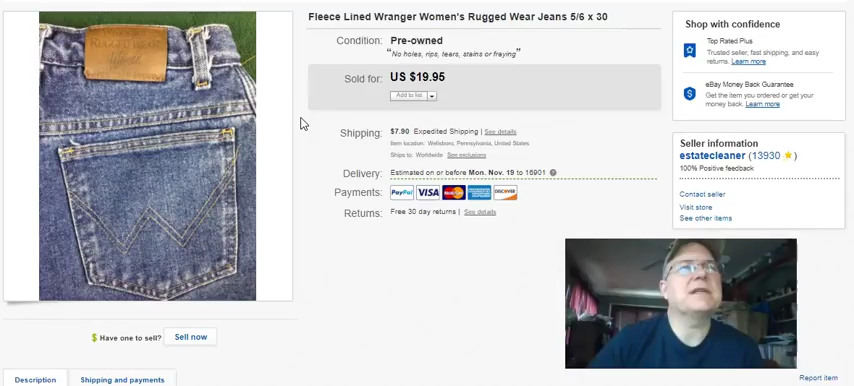 Fleece Lined Wranger Women's Rugged Wear Jeans 5/6 x 30
Condition: Pre-owned
"No holes, rips, tears, stains or fraying"
Sold for: US $19.95
Add to list
Shipping: $7.90 Expedited Shipping | See details
Item location: Wellsboro, Pennsylvania, United States
Ships to: Worldwide See exclusions
Delivery: Estimated on or before Mon. Nov. 19 to 16901
Payments: PayPal VISA MasterCard DISCOVER
Returns: Free 30 day returns | See details
$ Have one to sell? Sell now
Description Shipping and payments
Shop with confidence
Top Rated Plus
Trusted seller, fast shipping, and easy
returns. Learn more
eBay Money Back Guarantee
Get the item you ordered or get your
money back. Learn more
Seller information
estatecleaner (13930 )
100% Positive feedback
Contact seller
Visit store
See other items
Report item
RUGGED WEAR